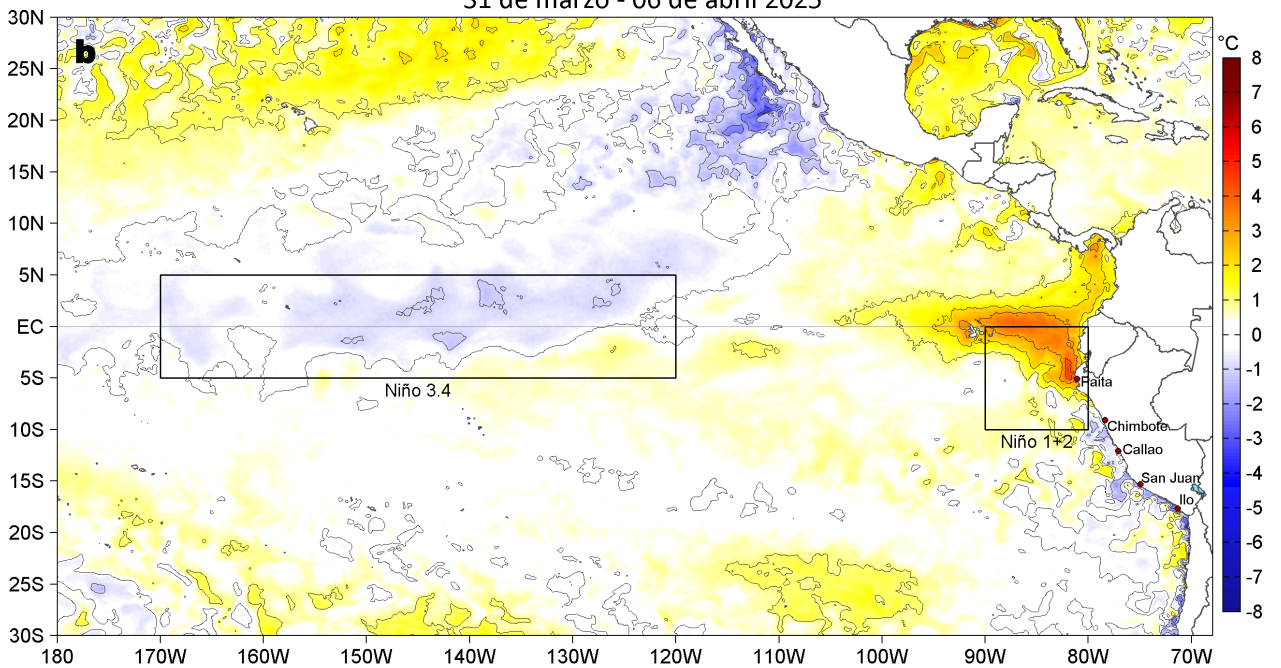 31 de marzo - 06 de abril 2025
b
°C
30N
25N
20N
15N
10N
5N
EC
5S
10S
15S
20S
25S
30S
180
170W
160W
150W
140W
130W
120W
110W
100W
90W
80W
70W
Niño 3.4
Niño 1+2
Paita
Chimbote
Callao
San Juan
Ilo
8
7
6
5
4
3
2
1
0
-1
-2
-3
-4
-5
-6
-7
-8